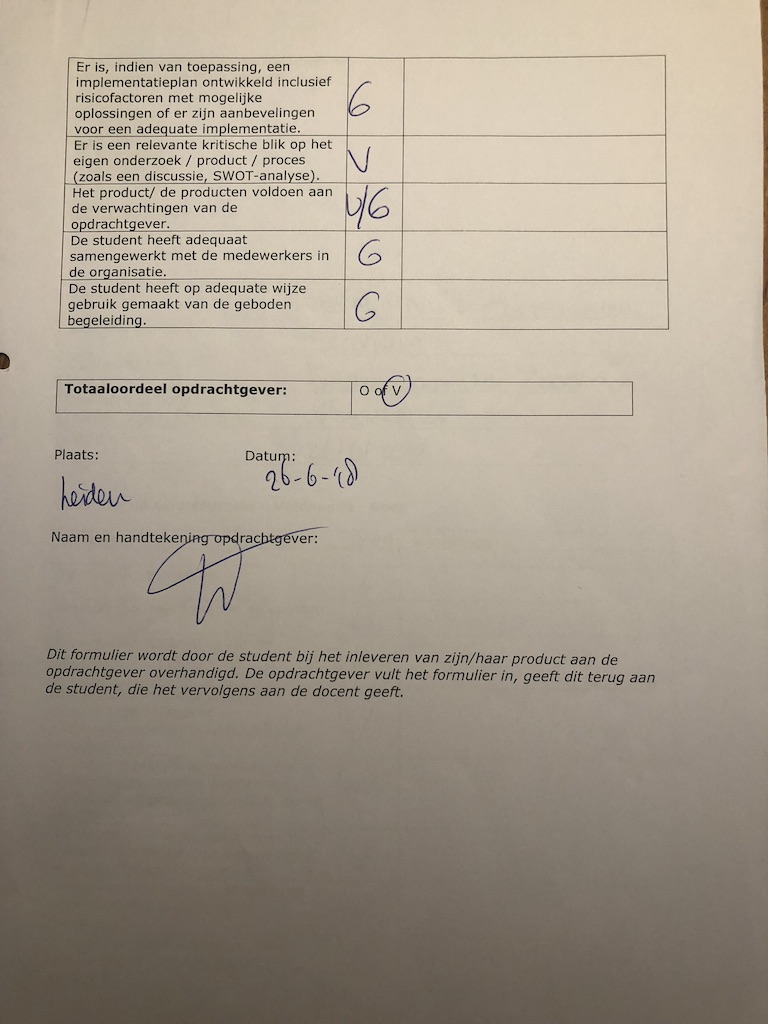 Er is, indien van toepassing, een
implementatieplan ontwikkeld inclusief
risicofactoren met mogelijke
oplossingen of er zijn aanbevelingen
voor een adequate implementatie.
G
Er is een relevante kritische blik op het
eigen onderzoek / product / proces
(zoals een discussie, SWOT-analyse).
V
Het product/ de producten voldoen aan
de verwachtingen van de
opdrachtgever.
V/G
De student heeft adequaat
samengewerkt met de medewerkers in
de organisatie.
G
De student heeft op adequate wijze
gebruik gemaakt van de geboden
begeleiding.
G
Totaaloordeel opdrachtgever: O of V
Plaats: Datum:
Leiden 26-6-'18
Naam en handtekening opdrachtgever:
Dit formulier wordt door de student bij het inleveren van zijn/haar product aan de
opdrachtgever overhandigd. De opdrachtgever vult het formulier in, geeft dit terug aan
de student, die het vervolgens aan de docent geeft.